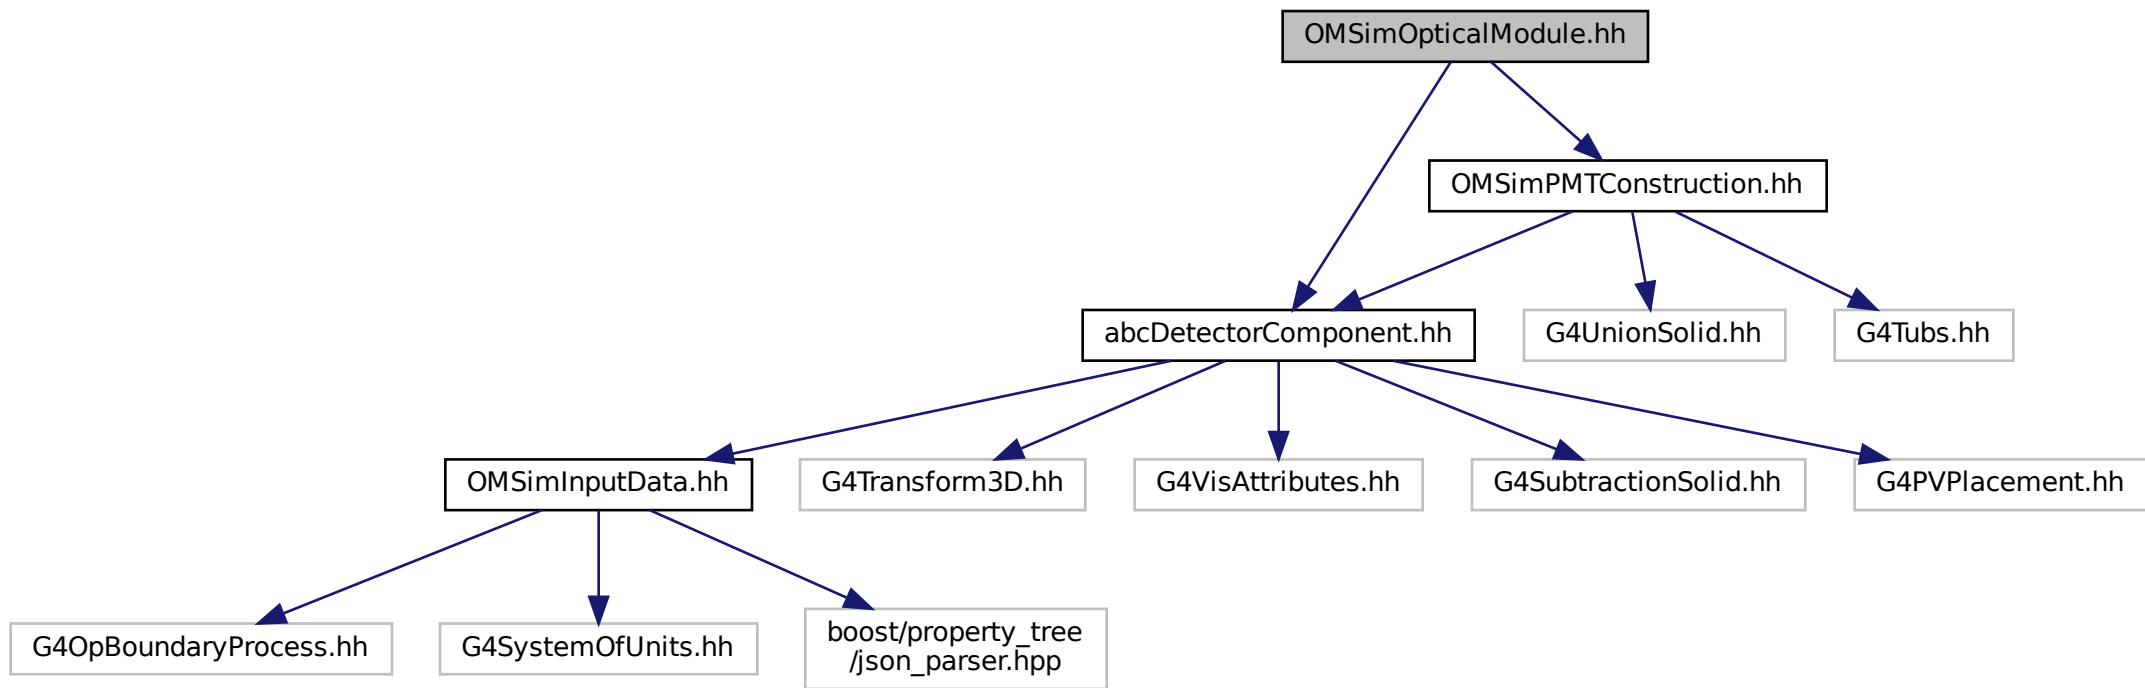 OMSimOpticalModule.hh
OMSimPMTConstruction.hh
abcDetectorComponent.hh
G4UnionSolid.hh
G4Tubs.hh
OMSimInputData.hh
G4Transform3D.hh
G4VisAttributes.hh
G4SubtractionSolid.hh
G4PVPlacement.hh
G4OpBoundaryProcess.hh
G4SystemOfUnits.hh
boost/property_tree
/json_parser.hpp